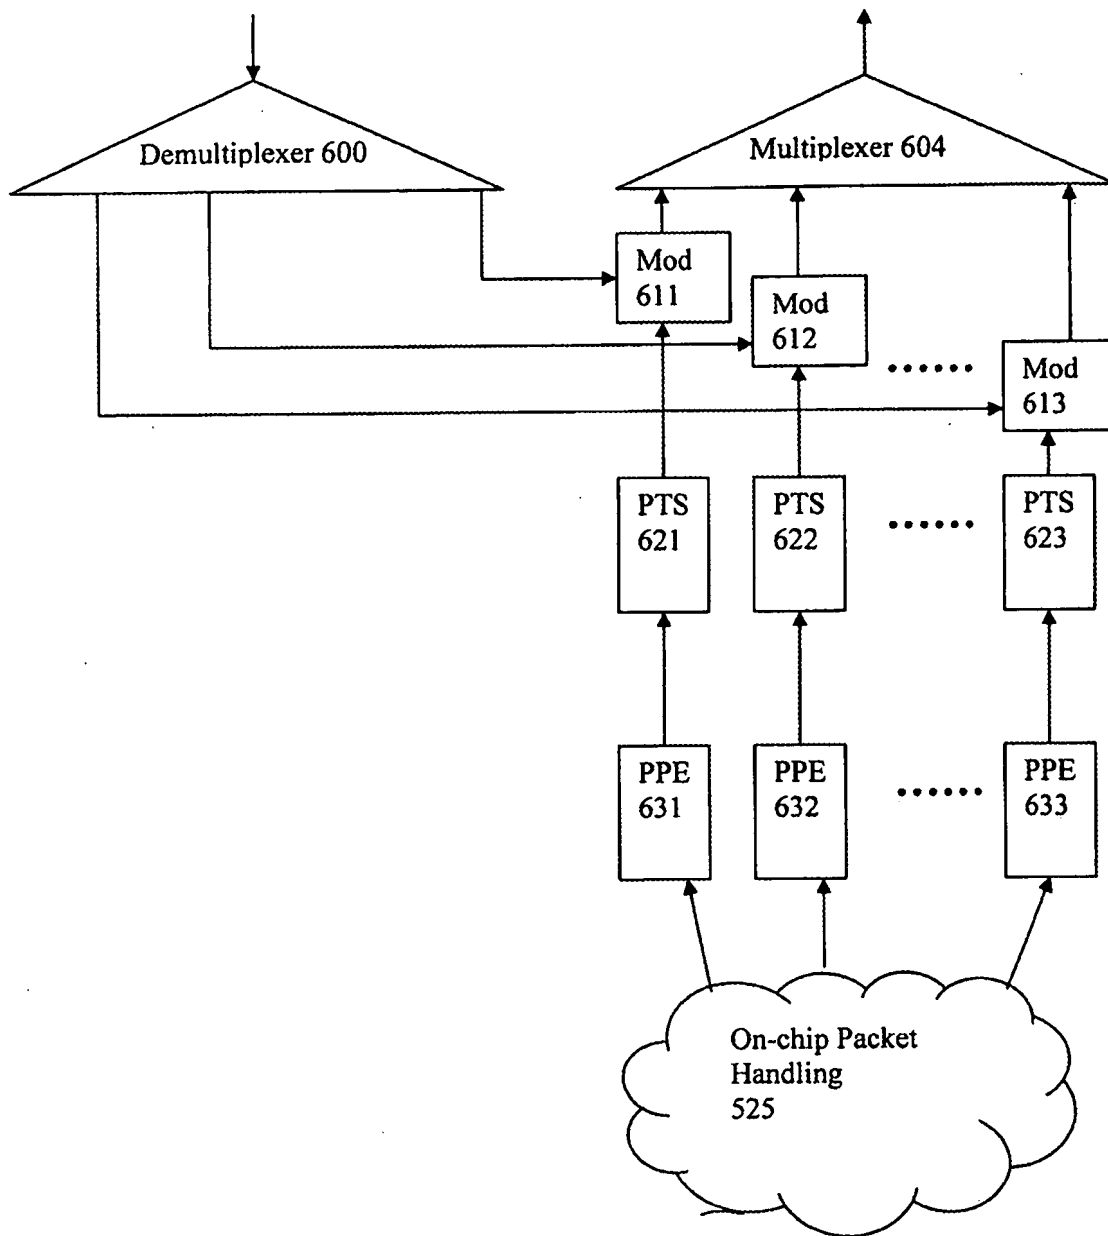 Demultiplexer 600
Multiplexer 604
Mod
611
Mod
612
Mod
613
PTS
621
PTS
622
PTS
623
PPE
631
PPE
632
PPE
633
On-chip Packet
Handling
525